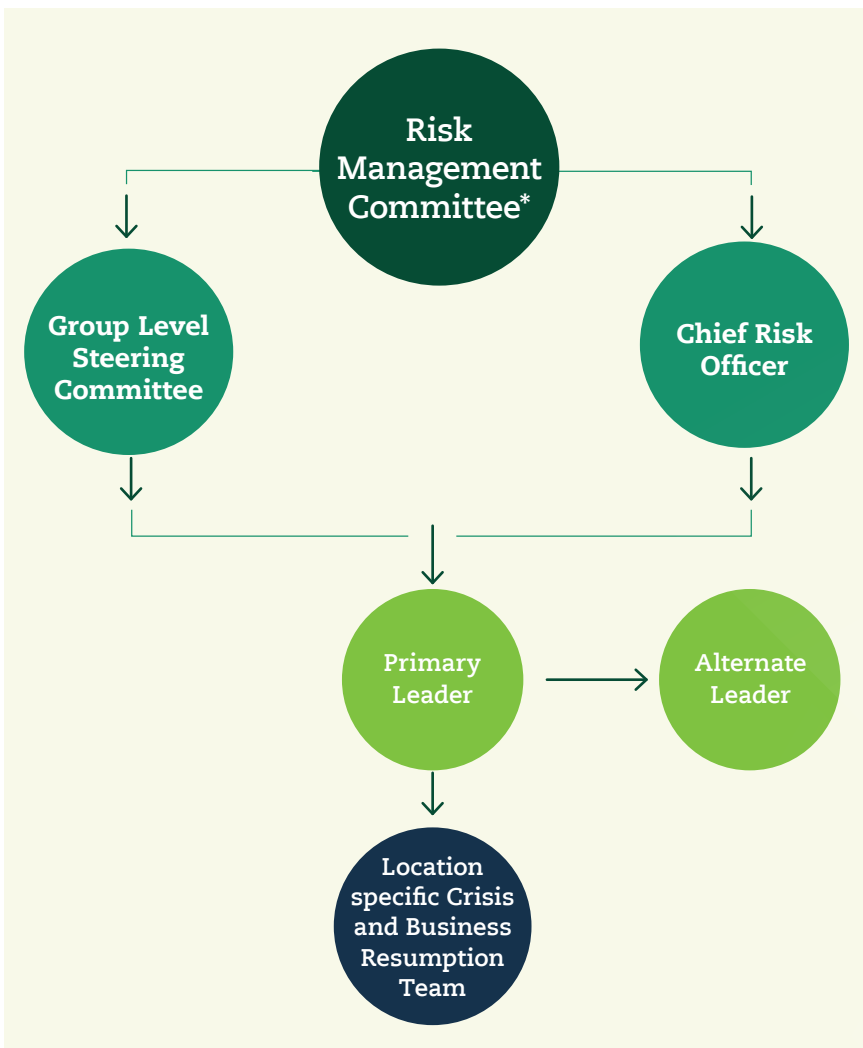 Risk
Management
Committee*
Group Level
Steering
Committee
Chief Risk
Officer
Primary
Leader
Alternate
Leader
Location
specific Crisis
and Business
Resumption
Team